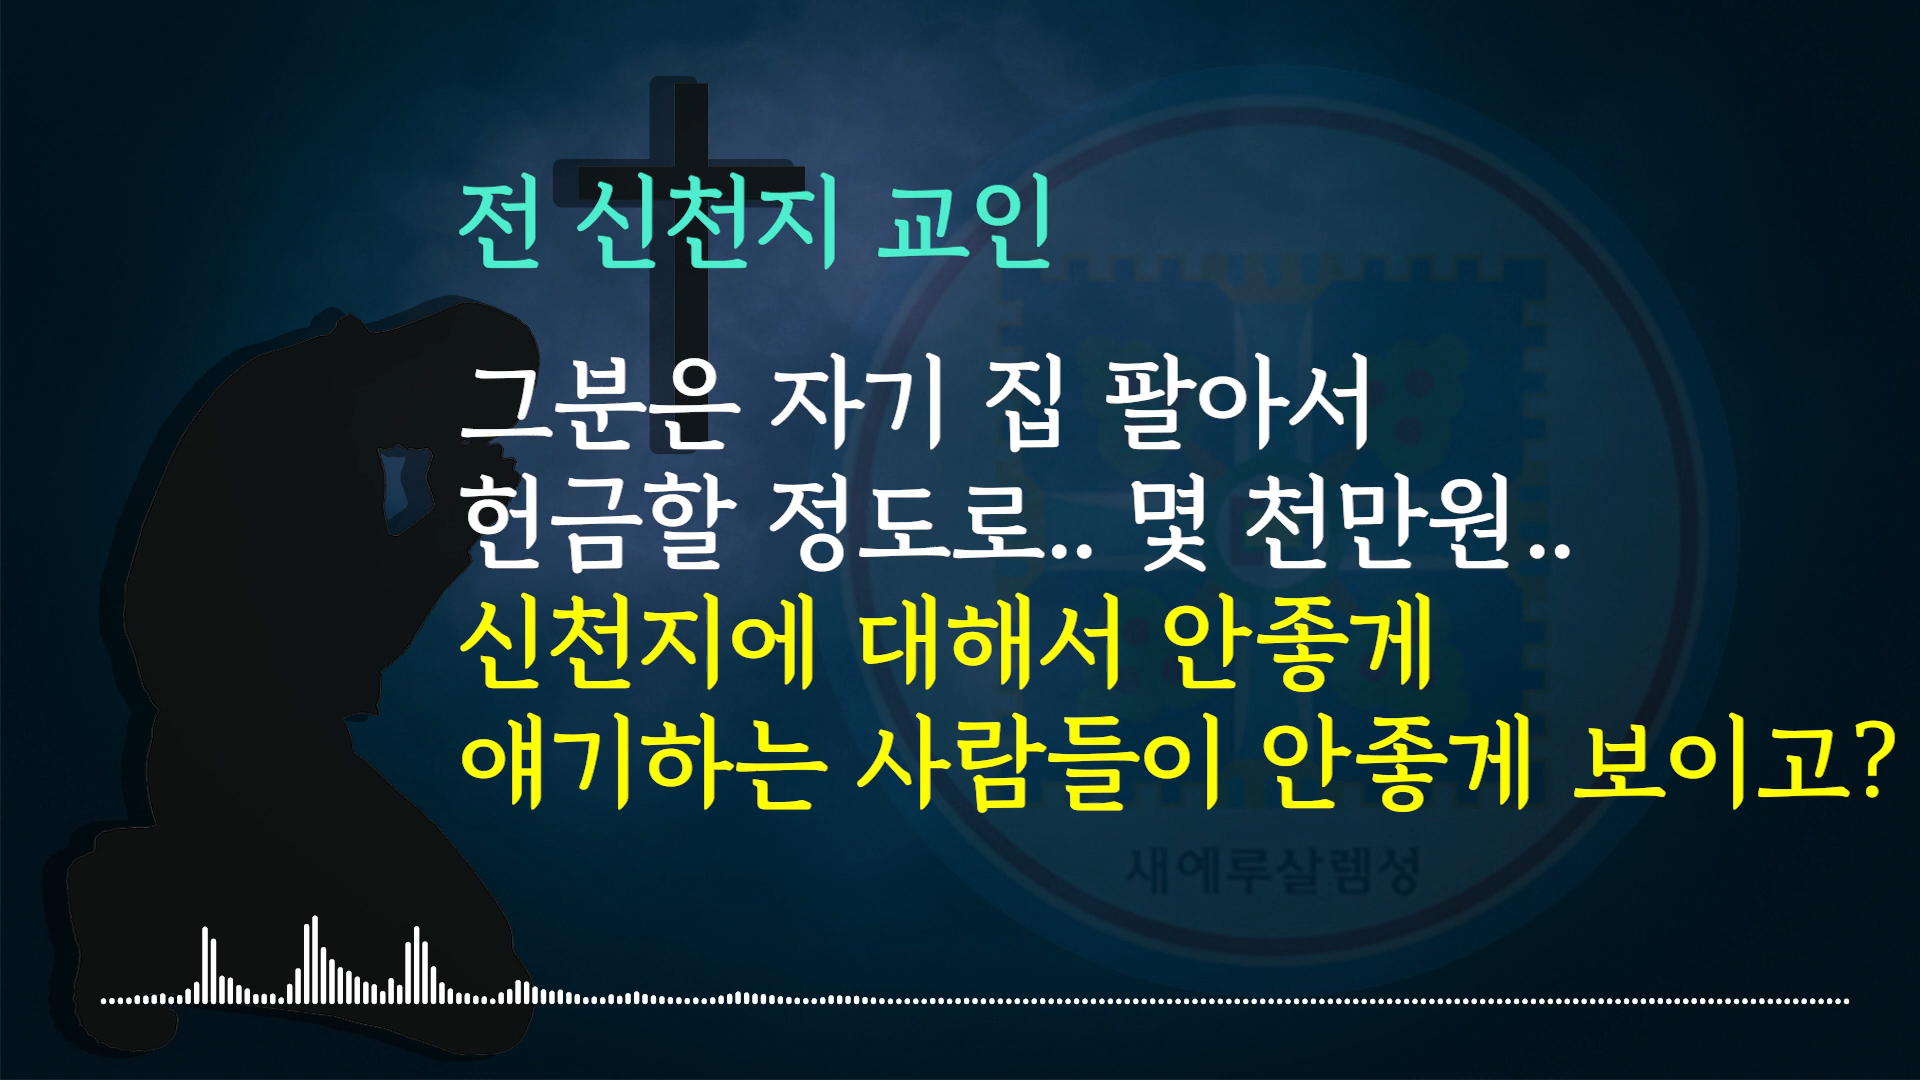 전 신천지 교인
그분은 자기 집 팔아서
헌금할 정도로.. 몇 천만원..
신천지에 대해서 안좋게
얘기하는 사람들이 안좋게 보이고?
새예루살렘성